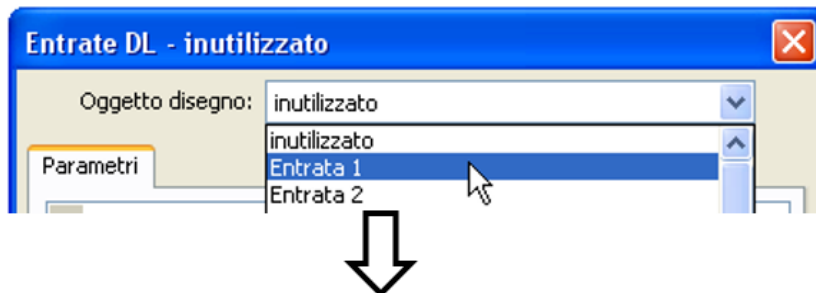 Entrate DL - inutilizzato
Oggetto disegno: inutilizzato
inutilizzato
Parametri
Entrata 1
Entrata 2